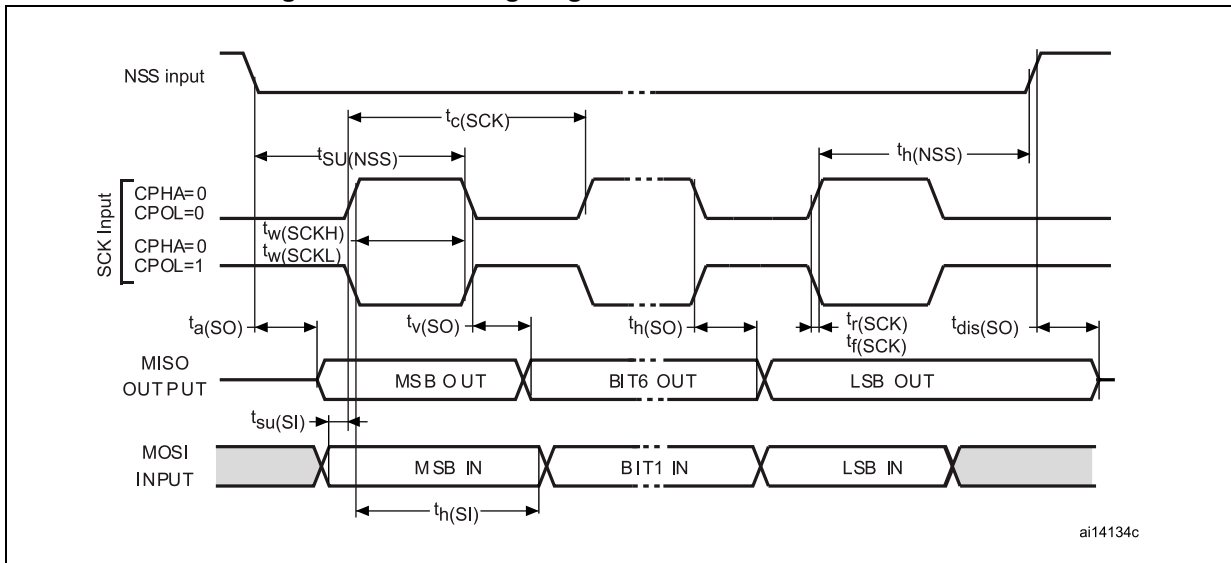 NSS input
tc(SCK)
tSU(NSS)
th(NSS)
SCK Input
CPHA=0
CPOL=0
CPHA=0
CPOL=1
tw(SCKH)
tw(SCKL)
ta(SO)
tv(SO)
th(SO)
tr(SCK)
tf(SCK)
tdis(SO)
MISO
OUTPUT
MSB OUT
BIT6 OUT
LSB OUT
tsu(SI)
MOSI
INPUT
MSB IN
BIT1 IN
LSB IN
th(SI)
ai14134c